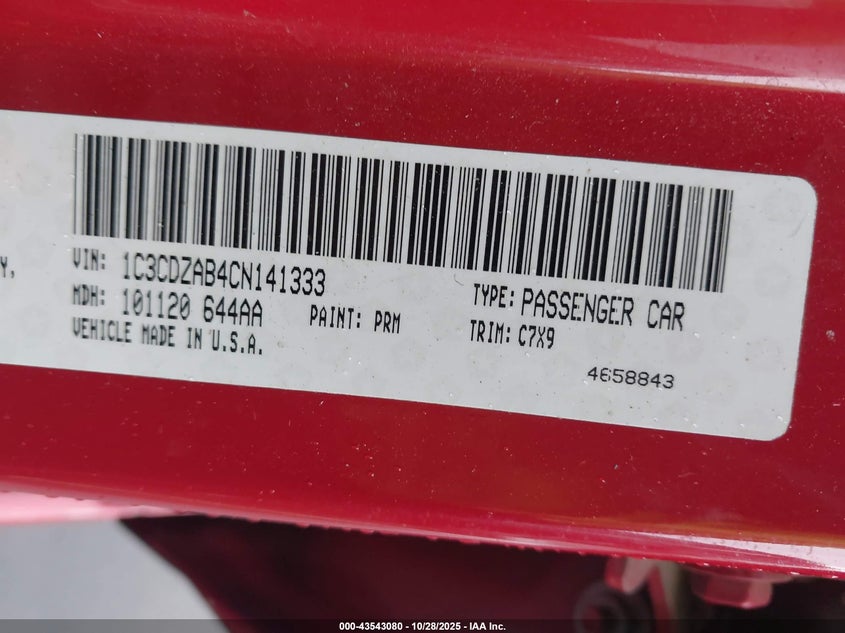 Y,
VIN: 1C3CDZAB4CN141333
TYPE: PASSENGER CAR
MDH: 101120 644AA
PAINT: PRM
TRIM: C7X9
VEHICLE MADE IN U.S.A.
4658843
000-43543080 - 10/28/2025 - IAA Inc.